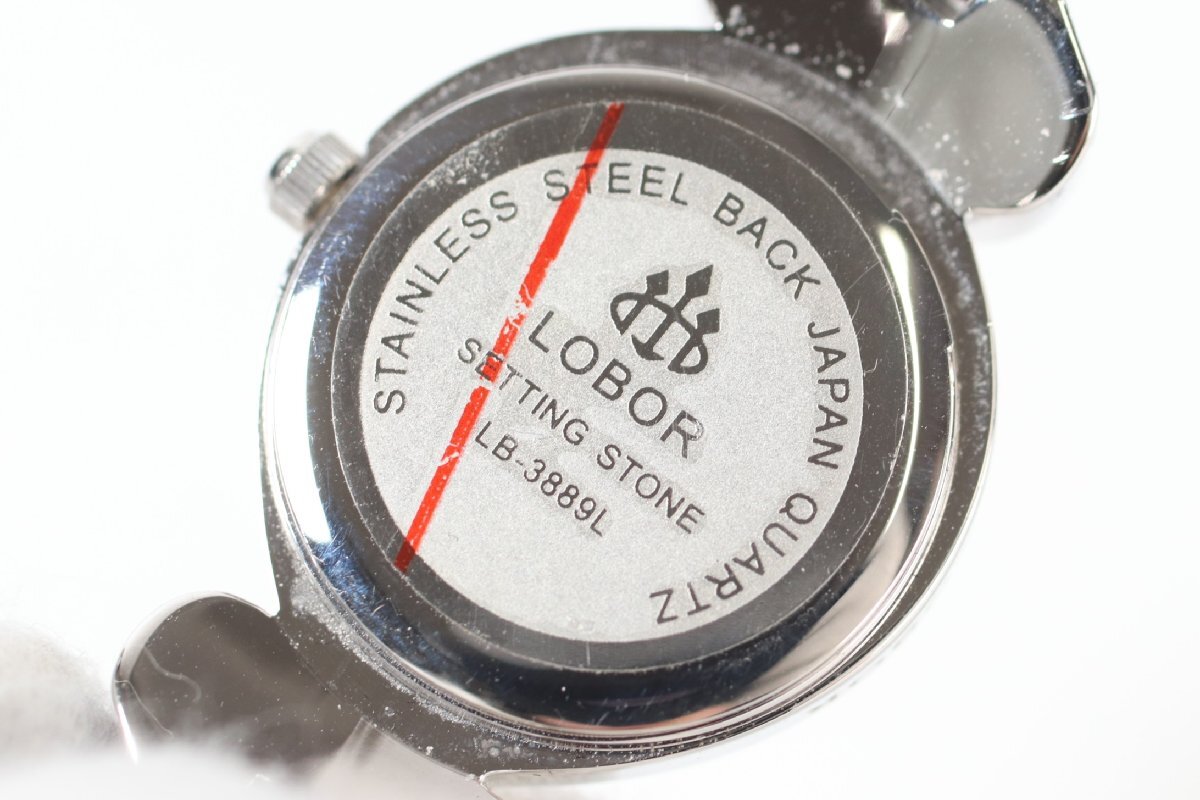 STAINLESS STEEL BACK JAPAN QUARTZ
LOBOR
SETTING STONE
LB-3889L